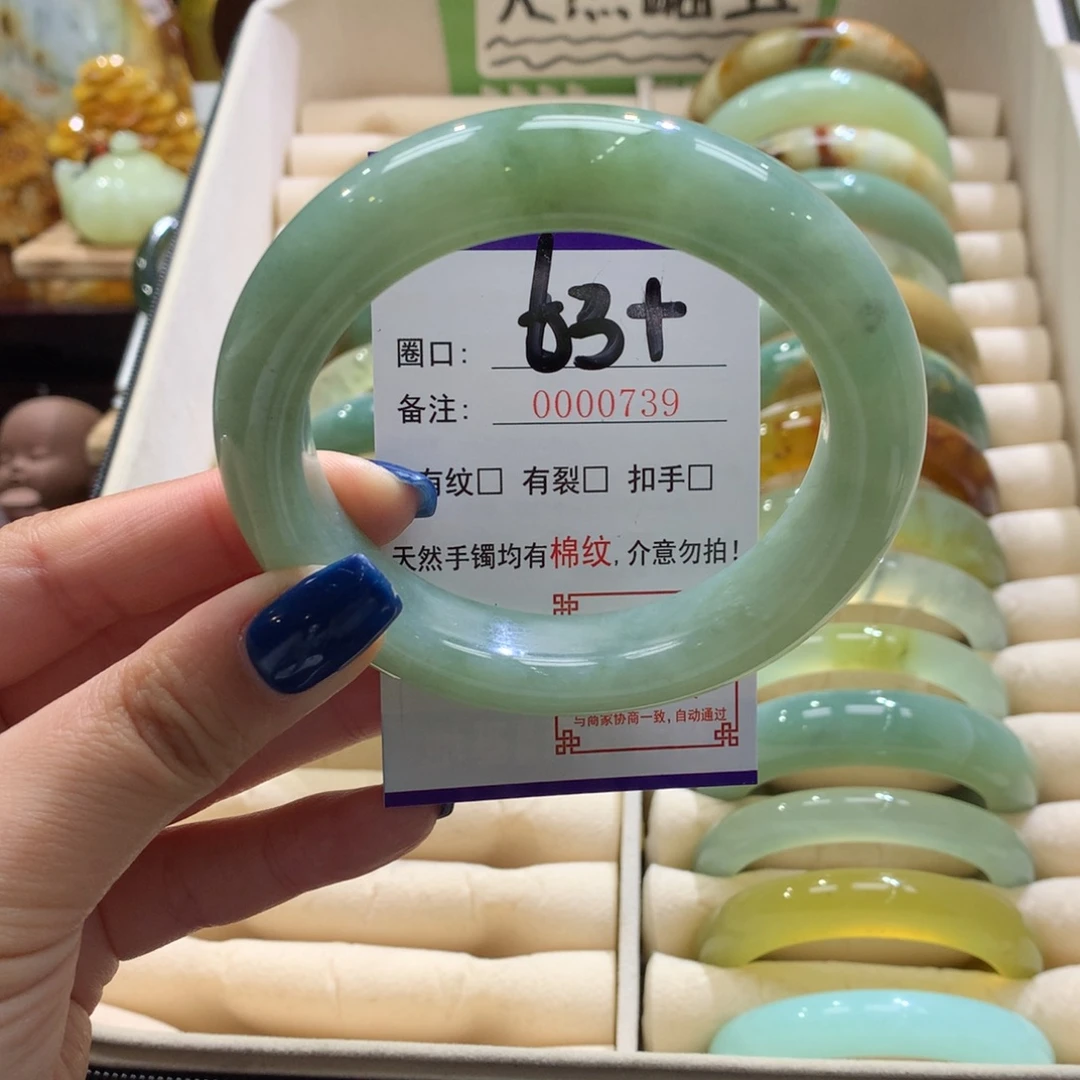 圈口: 63+
备注: 0000739
有纹□ 有裂□ 扣手□
天然手镯均有棉纹, 介意勿拍!
与商家协商一致, 自动通过